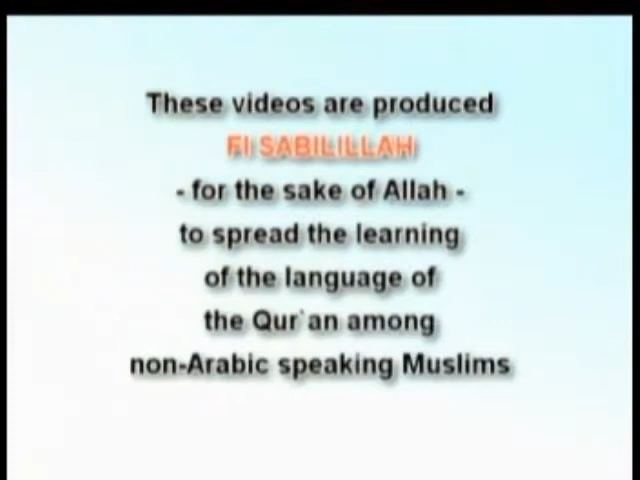 These videos are produced
FI SABILILLAH
- for the sake of Allah -
to spread the learning
of the language of
the Qur`an among
non-Arabic speaking Muslims